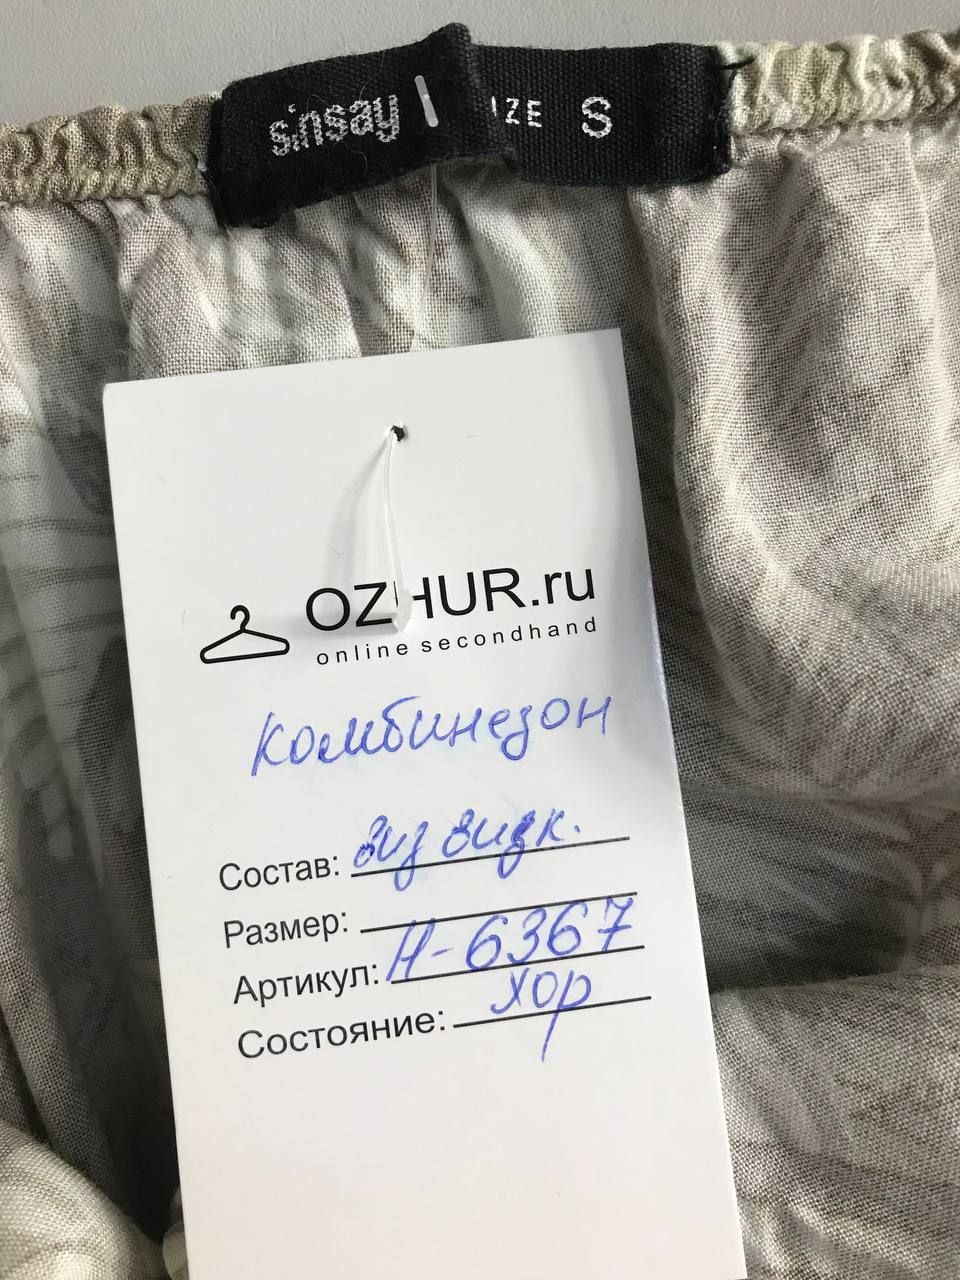 sinsay
IZE S
OZHUR.ru
online secondhand
Комбинезон
Состав:
Размер:
Артикул: Н-6367
Состояние: хор